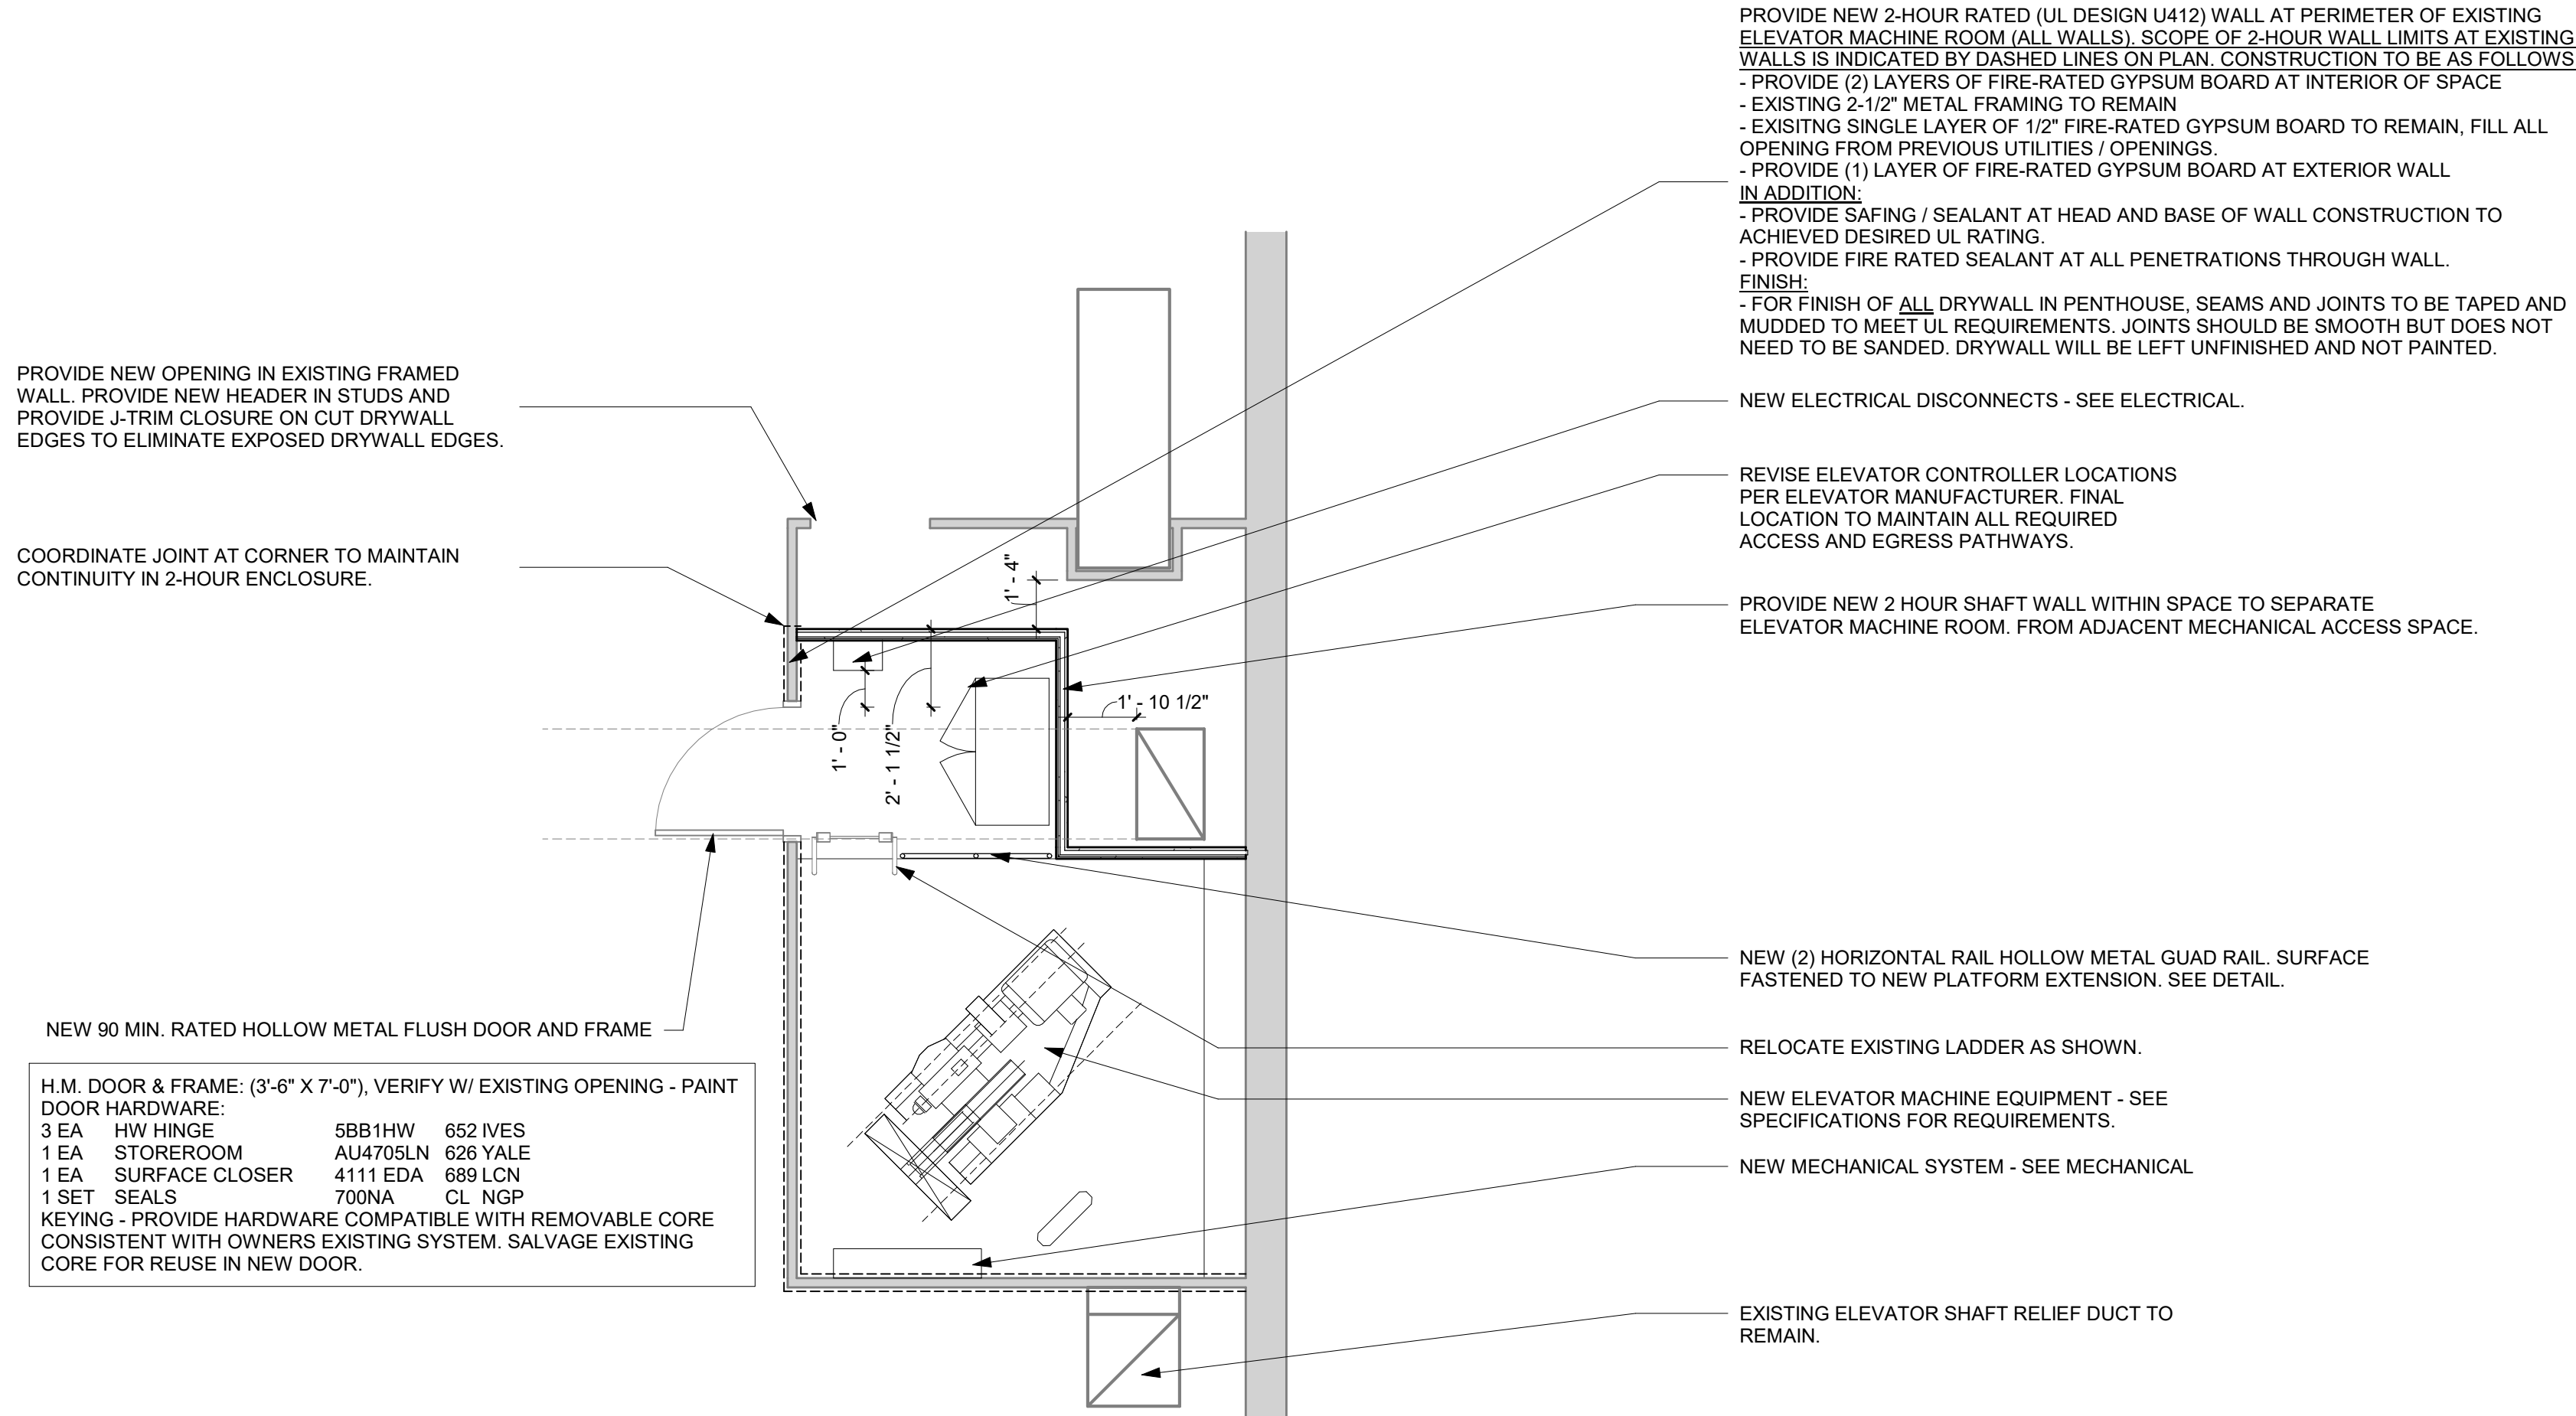 PROVIDE NEW 2-HOUR RATED (UL DESIGN U412) WALL AT PERIMETER OF EXISTING
ELEVATOR MACHINE ROOM (ALL WALLS). SCOPE OF 2-HOUR WALL LIMITS AT EXISTING
WALLS IS INDICATED BY DASHED LINES ON PLAN. CONSTRUCTION TO BE AS FOLLOWS
- PROVIDE (2) LAYERS OF FIRE-RATED GYPSUM BOARD AT INTERIOR OF SPACE
- EXISTING 2-1/2" METAL FRAMING TO REMAIN
- EXISITNG SINGLE LAYER OF 1/2" FIRE-RATED GYPSUM BOARD TO REMAIN, FILL ALL
OPENING FROM PREVIOUS UTILITIES / OPENINGS.
- PROVIDE (1) LAYER OF FIRE-RATED GYPSUM BOARD AT EXTERIOR WALL
IN ADDITION:
- PROVIDE SAFING / SEALANT AT HEAD AND BASE OF WALL CONSTRUCTION TO
ACHIEVED DESIRED UL RATING.
- PROVIDE FIRE RATED SEALANT AT ALL PENETRATIONS THROUGH WALL.
FINISH:
- FOR FINISH OF ALL DRYWALL IN PENTHOUSE, SEAMS AND JOINTS TO BE TAPED AND
MUDDED TO MEET UL REQUIREMENTS. JOINTS SHOULD BE SMOOTH BUT DOES NOT
NEED TO BE SANDED. DRYWALL WILL BE LEFT UNFINISHED AND NOT PAINTED.
PROVIDE NEW OPENING IN EXISTING FRAMED
WALL. PROVIDE NEW HEADER IN STUDS AND
PROVIDE J-TRIM CLOSURE ON CUT DRYWALL
EDGES TO ELIMINATE EXPOSED DRYWALL EDGES.
NEW ELECTRICAL DISCONNECTS - SEE ELECTRICAL.
REVISE ELEVATOR CONTROLLER LOCATIONS
PER ELEVATOR MANUFACTURER. FINAL
LOCATION TO MAINTAIN ALL REQUIRED
ACCESS AND EGRESS PATHWAYS.
COORDINATE JOINT AT CORNER TO MAINTAIN
CONTINUITY IN 2-HOUR ENCLOSURE.
1' - 4"
PROVIDE NEW 2 HOUR SHAFT WALL WITHIN SPACE TO SEPARATE
ELEVATOR MACHINE ROOM. FROM ADJACENT MECHANICAL ACCESS SPACE.
1' - 10 1/2"
1' - 0"
2' - 1 1/2"
NEW (2) HORIZONTAL RAIL HOLLOW METAL GUAD RAIL. SURFACE
FASTENED TO NEW PLATFORM EXTENSION. SEE DETAIL.
NEW 90 MIN. RATED HOLLOW METAL FLUSH DOOR AND FRAME
RELOCATE EXISTING LADDER AS SHOWN.
H.M. DOOR & FRAME: (3'-6" X 7'-0"), VERIFY W/ EXISTING OPENING - PAINT
DOOR HARDWARE:
3 EA HW HINGE 5BB1HW 652 IVES
1 EA STOREROOM AU4705LN 626 YALE
1 EA SURFACE CLOSER 4111 EDA 689 LCN
1 SET SEALS 700NA CL NGP
KEYING - PROVIDE HARDWARE COMPATIBLE WITH REMOVABLE CORE
CONSISTENT WITH OWNERS EXISTING SYSTEM. SALVAGE EXISTING
CORE FOR REUSE IN NEW DOOR.
NEW ELEVATOR MACHINE EQUIPMENT - SEE
SPECIFICATIONS FOR REQUIREMENTS.
NEW MECHANICAL SYSTEM - SEE MECHANICAL
EXISTING ELEVATOR SHAFT RELIEF DUCT TO
REMAIN.